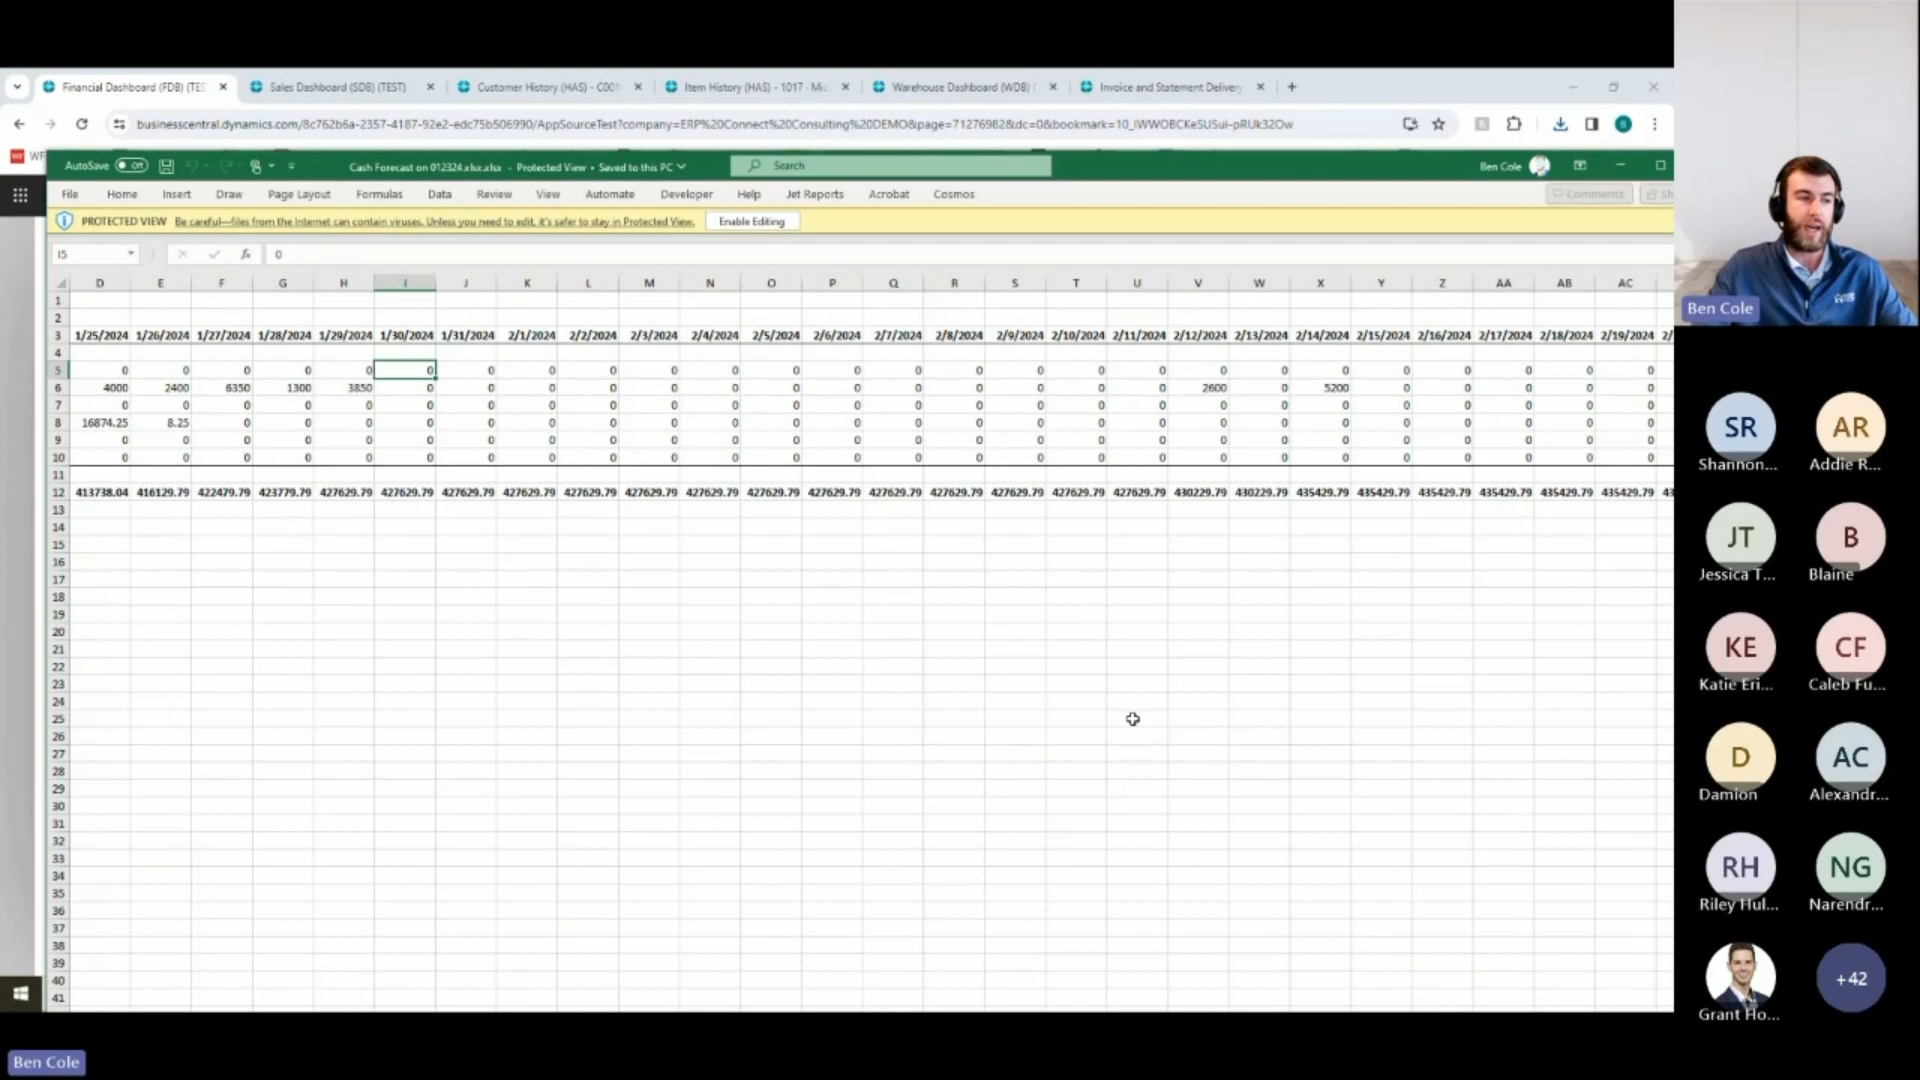 Financial Dashboard (FDB) (TES
Sales Dashboard (SDB) (TEST)
Customer History (HAS) - C001
Item History (HAS) - 1017 - Mic
Warehouse Dashboard (WDB) (
Invoice and Statement Delivery
businesscentral.dynamics.com/8c762b6a-2357-4187-92e2-edc75b506990/AppSourceTest?company=ERP%20Connect%20Consulting%20DEMO&page=71276982&dc=0&bookmark=10_IWWOBCKeSUSui-pRUk32Ow
WF
AutoSave Off
Cash Forecast on 012324.xlsx.xlsx - Protected View • Saved to this PC
Search
Ben Cole
File Home Insert Draw Page Layout Formulas Data Review View Automate Developer Help Jet Reports Acrobat Cosmos
Comments Sh
PROTECTED VIEW Be careful—files from the Internet can contain viruses. Unless you need to edit, it's safer to stay in Protected View. Enable Editing
I5 fx 0
D E F G H I J K L M N O P Q R S T U V W X Y Z AA AB AC
1
2
3 1/25/2024 1/26/2024 1/27/2024 1/28/2024 1/29/2024 1/30/2024 1/31/2024 2/1/2024 2/2/2024 2/3/2024 2/4/2024 2/5/2024 2/6/2024 2/7/2024 2/8/2024 2/9/2024 2/10/2024 2/11/2024 2/12/2024 2/13/2024 2/14/2024 2/15/2024 2/16/2024 2/17/2024 2/18/2024 2/19/2024 2/
4
5 0 0 0 0 0 0 0 0 0 0 0 0 0 0 0 0 0 0 0 0 0 0 0 0 0 0
6 4000 2400 6350 1300 3850 0 0 0 0 0 0 0 0 0 0 0 0 0 2600 0 5200 0 0 0 0 0
7 0 0 0 0 0 0 0 0 0 0 0 0 0 0 0 0 0 0 0 0 0 0 0 0 0 0
8 16874.25 8.25 0 0 0 0 0 0 0 0 0 0 0 0 0 0 0 0 0 0 0 0 0 0 0 0
9 0 0 0 0 0 0 0 0 0 0 0 0 0 0 0 0 0 0 0 0 0 0 0 0 0 0
10 0 0 0 0 0 0 0 0 0 0 0 0 0 0 0 0 0 0 0 0 0 0 0 0 0 0
11
12 413738.04 416129.79 422479.79 423779.79 427629.79 427629.79 427629.79 427629.79 427629.79 427629.79 427629.79 427629.79 427629.79 427629.79 427629.79 427629.79 427629.79 427629.79 430229.79 430229.79 435429.79 435429.79 435429.79 435429.79 435429.79 435429.79 43
13
14
15
16
17
18
19
20
21
22
23
24
25
26
27
28
29
30
31
32
33
34
35
36
37
38
39
40
41
Ben Cole
SR AR
Shannon... Addie R...
JT B
Jessica T... Blaine
KE CF
Katie Eri... Caleb Fu...
D AC
Damion Alexandr...
RH NG
Riley Hul... Narendr...
+42
Grant Ho...
Ben Cole